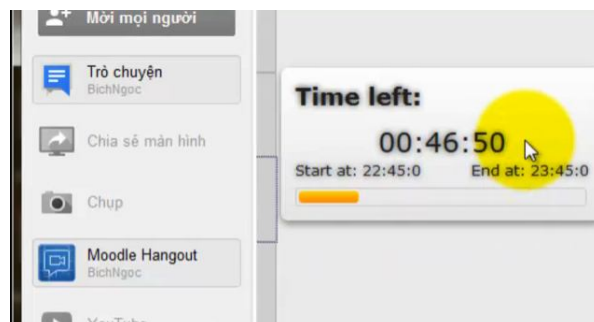 Mời mọi người
Trò chuyện
BichNgoc
Chia sẻ màn hình
Chụp
Moodle Hangout
BichNgoc
YouTube
Time left:
00:46:50
Start at: 22:45:0 End at: 23:45:0